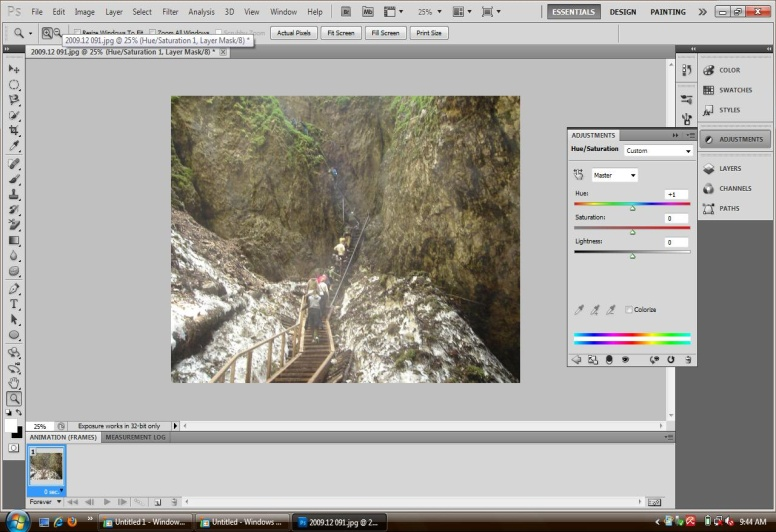 PS File Edit Image Layer Select Filter Analysis 3D View Window Help Mb 25% ESSENTIALS DESIGN PAINTING
Resize Windows To Fit Zoom All Windows Actual Pixels Fit Screen Fill Screen Print Size
2009.12 091.jpg @ 25% (Hue/Saturation 1, Layer Mask/8) *
2009.12 091.jpg @ 25% (Hue/Saturation 1, Layer Mask/8) *
COLOR
SWATCHES
STYLES
ADJUSTMENTS
LAYERS
CHANNELS
PATHS
ADJUSTMENTS
Hue/Saturation Custom
Master
Hue: +1
Saturation: 0
Lightness: 0
Colorize
25% Exposure works in 32-bit only
ANIMATION (FRAMES) MEASUREMENT LOG
1
0 sec.
Forever
Untitled1 - Window... Untitled - Windows ... Ps 2009.12 091.jpg @ 2... 9:44 AM